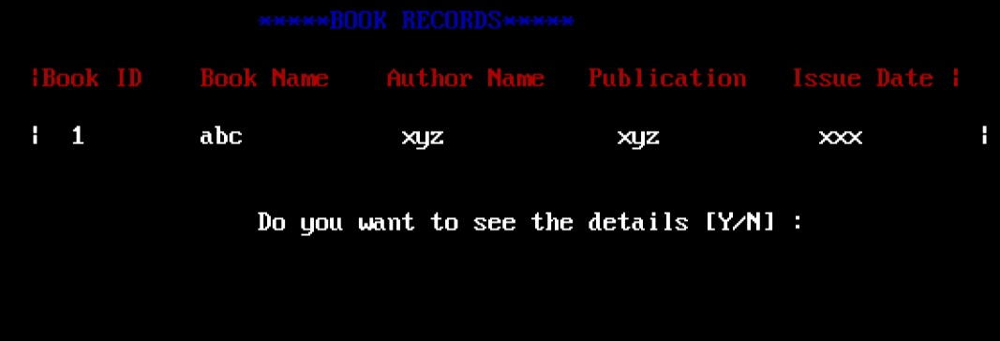 *****BOOK RECORDS*****
|Book ID    Book Name    Author Name   Publication   Issue Date |
|  1        abc           xyz            xyz           xxx        |
Do you want to see the details [Y/N] :